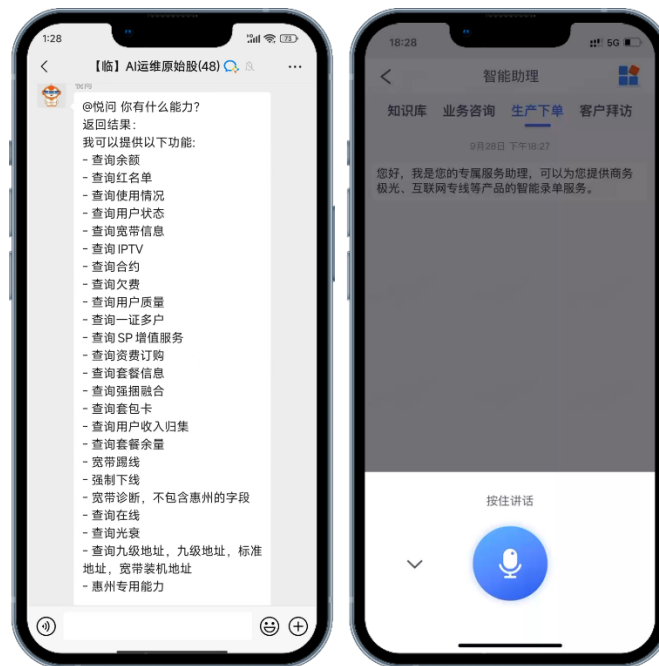 1:28
73
【临】AI运维原始股(48)
悦问
@悦问 你有什么能力?
返回结果:
我可以提供以下功能:
- 查询余额
- 查询红名单
- 查询使用情况
- 查询用户状态
- 查询宽带信息
- 查询 IPTV
- 查询合约
- 查询欠费
- 查询用户质量
- 查询一证多户
- 查询 SP 增值服务
- 查询资费订购
- 查询套餐信息
- 查询强捆融合
- 查询套包卡
- 查询用户收入归集
- 查询套餐余量
- 宽带踢线
- 强制下线
- 宽带诊断，不包含惠州的字段
- 查询在线
- 查询光衰
- 查询九级地址，九级地址，标准
地址，宽带装机地址
- 惠州专用能力
18:28
5G
智能助理
知识库 业务咨询 生产下单 客户拜访
9月28日 下午18:27
您好，我是您的专属服务助理，可以为您提供商务
极光、互联网专线等产品的智能录单服务。
按住讲话